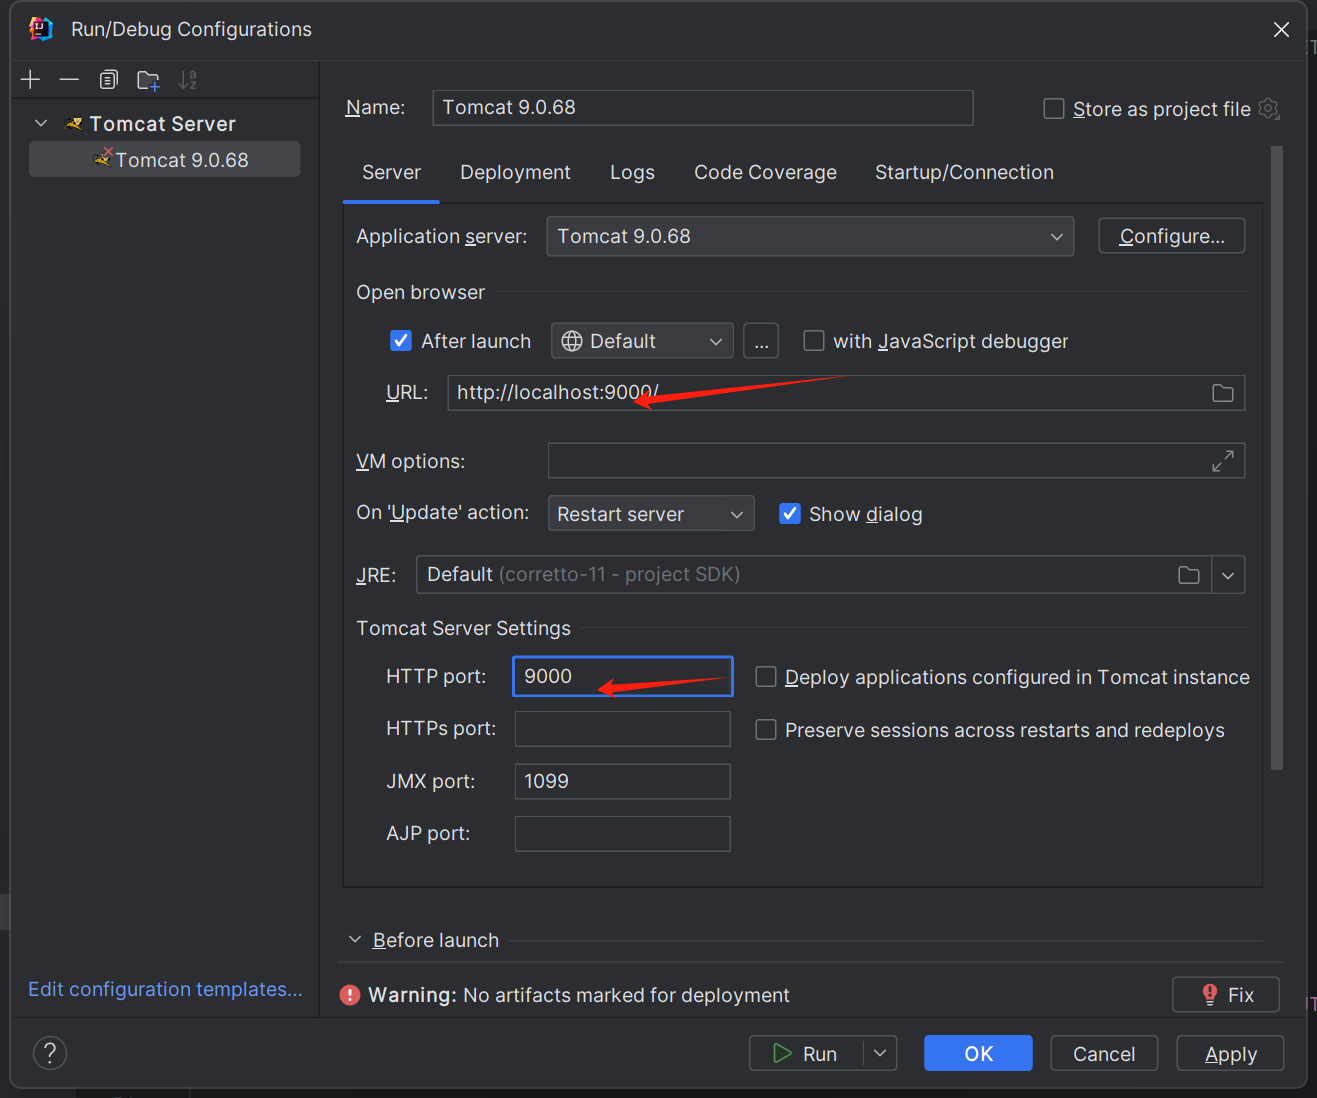 Run/Debug Configurations
Name: Tomcat 9.0.68 Store as project file
Tomcat Server
Tomcat 9.0.68
Server Deployment Logs Code Coverage Startup/Connection
Application server: Tomcat 9.0.68 Configure...
Open browser
After launch Default ... with JavaScript debugger
URL: http://localhost:9000/
VM options:
On 'Update' action: Restart server Show dialog
JRE: Default (corretto-11 - project SDK)
Tomcat Server Settings
HTTP port: 9000 Deploy applications configured in Tomcat instance
HTTPs port: Preserve sessions across restarts and redeploys
JMX port: 1099
AJP port:
Before launch
Edit configuration templates...
Warning: No artifacts marked for deployment Fix
? Run OK Cancel Apply